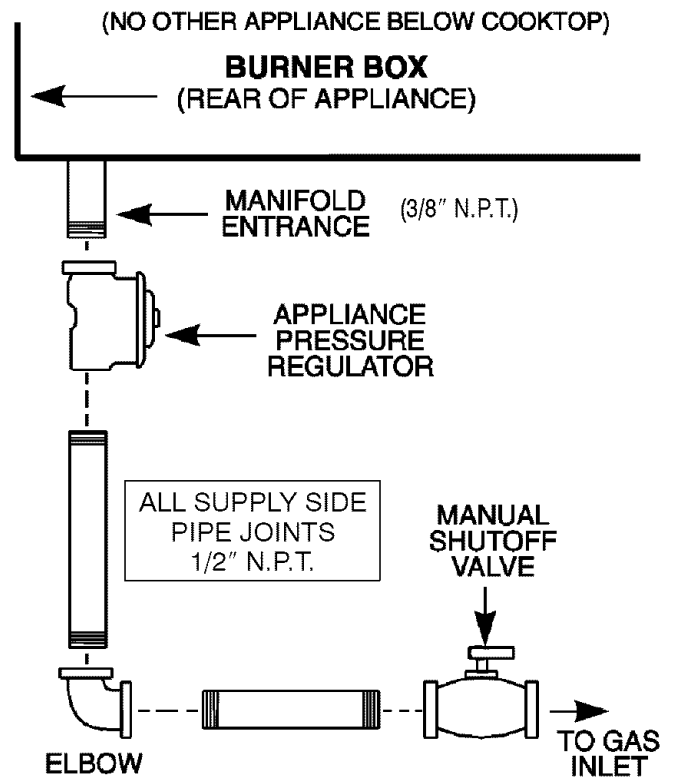 (NO OTHER APPLIANCE BELOW COOKTOP)
BURNER BOX
(REAR OF APPLIANCE)
MANIFOLD
ENTRANCE
(3/8″ N.P.T.)
APPLIANCE
PRESSURE
REGULATOR
ALL SUPPLY SIDE
PIPE JOINTS
1/2″ N.P.T.
MANUAL
SHUTOFF
VALVE
ELBOW
TO GAS
INLET